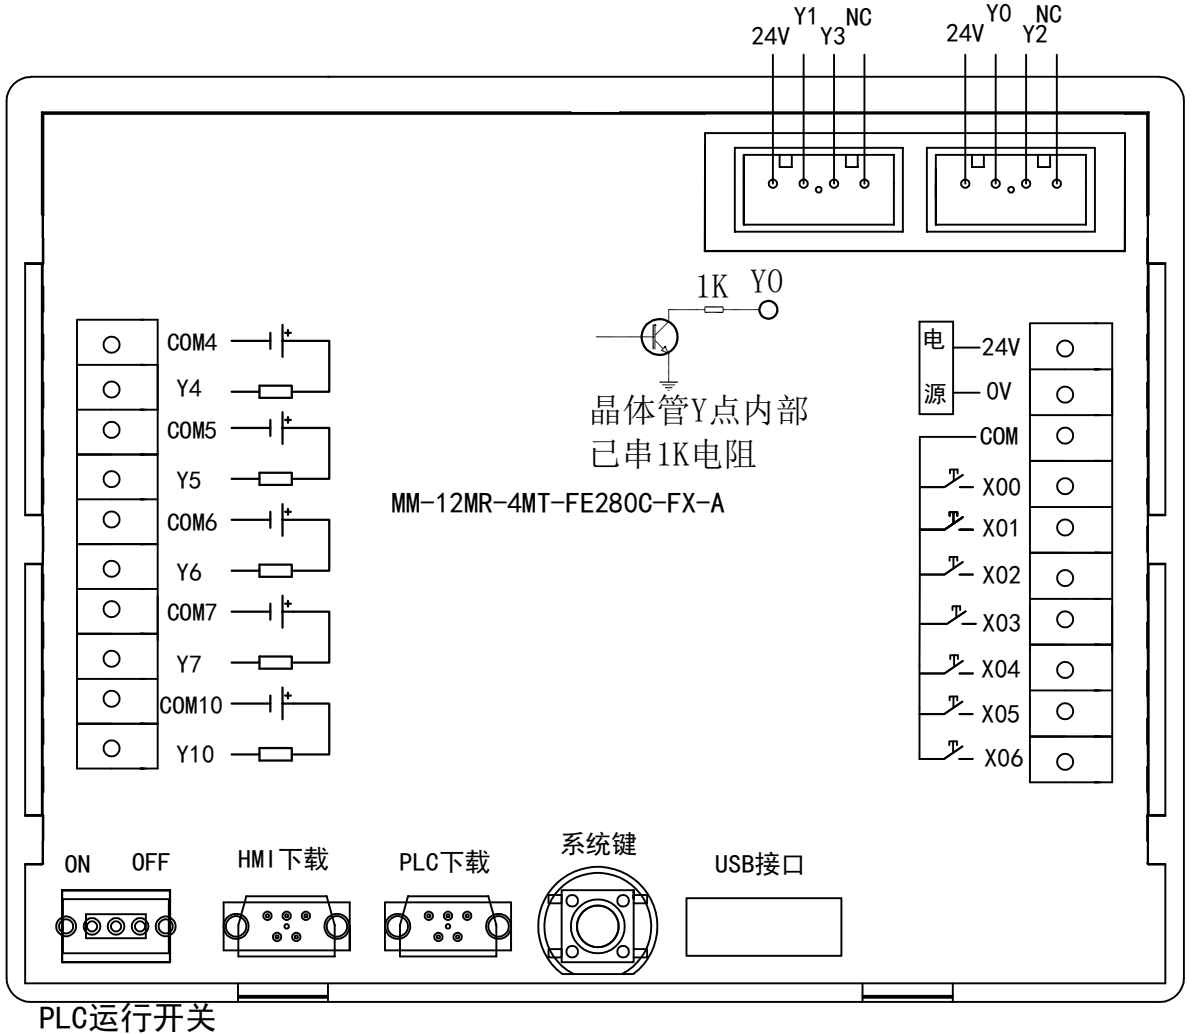 Y1 NC Y0 NC
24V Y3 24V Y2
1K Y0
晶体管Y点内部
已串1K电阻
MM-12MR-4MT-FE280C-FX-A
COM4
Y4
COM5
Y5
COM6
Y6
COM7
Y7
COM10
Y10
电源
24V
0V
COM
X00
X01
X02
X03
X04
X05
X06
ON OFF
HMI下载
PLC下载
系统键
USB接口
PLC运行开关